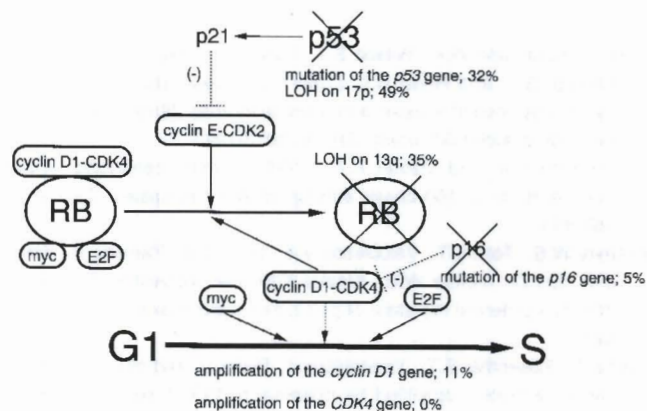 p21
p53
(-)
mutation of the p53 gene; 32%
LOH on 17p; 49%
cyclin E-CDK2
cyclin D1-CDK4
LOH on 13q; 35%
RB
RB
p16
myc
E2F
(-)
mutation of the p16 gene; 5%
cyclin D1-CDK4
myc
E2F
G1
S
amplification of the cyclin D1 gene; 11%
amplification of the CDK4 gene; 0%